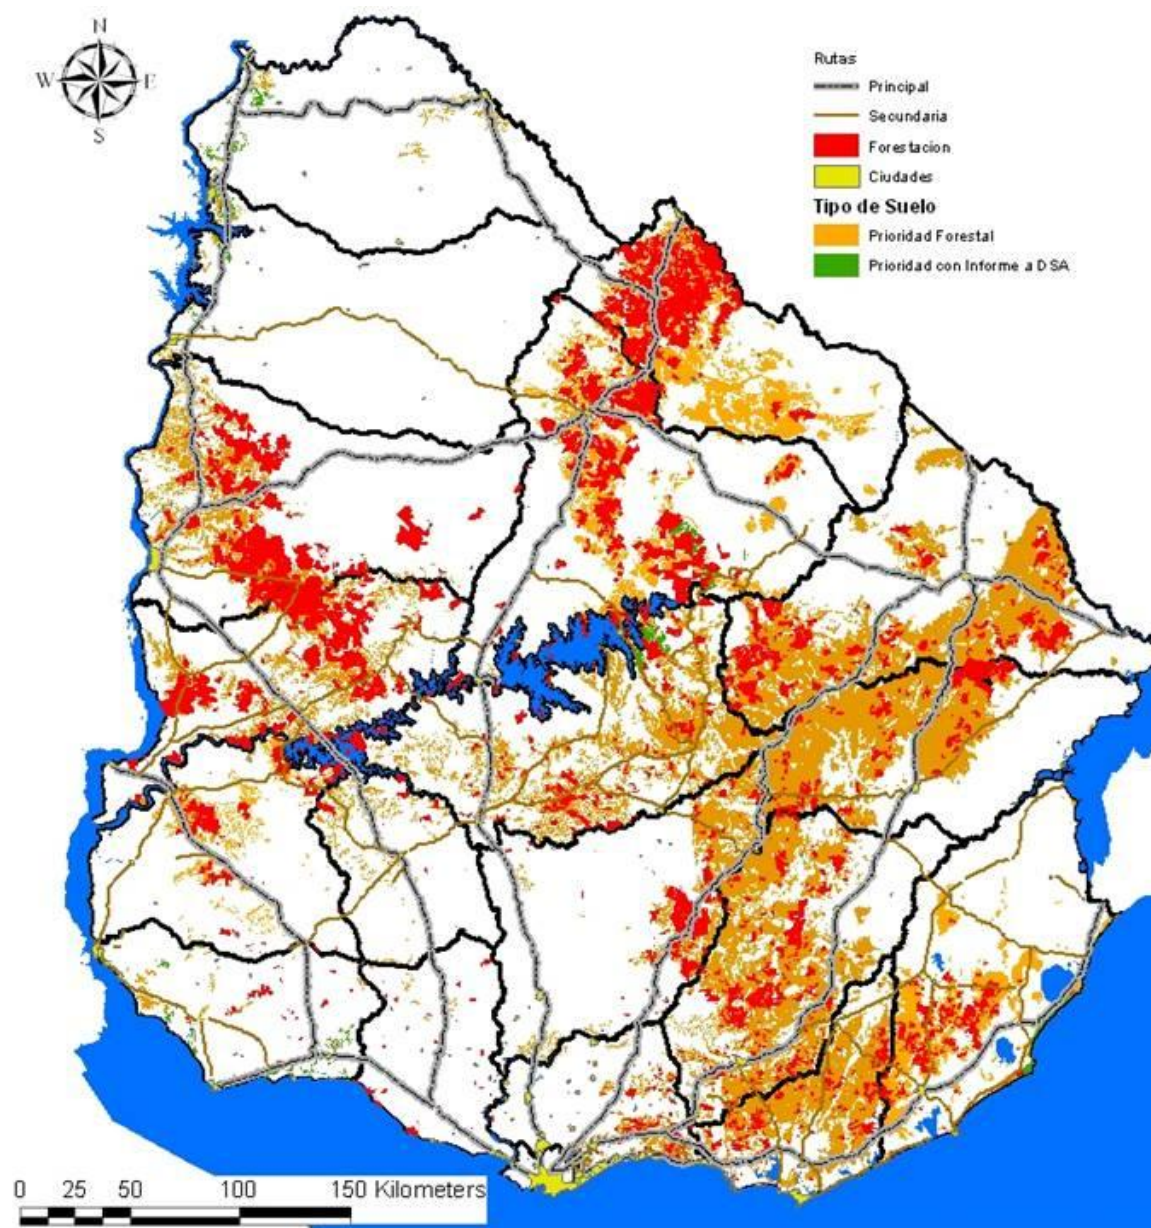 N
W E
S
Rutas
Principal
Secundaria
Forestacion
Ciudades
Tipo de Suelo
Prioridad Forestal
Prioridad con Informe a DSA
0 25 50 100 150 Kilometers